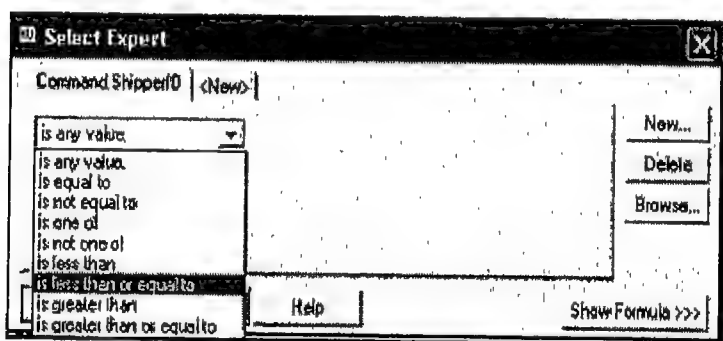 Select Expert
Command.ShipperID <New>
is any value
is any value
is equal to
is not equal to
is one of
is not one of
is less than
is less than or equal to
is greater than
is greater than or equal to
New...
Delete
Browse...
Help
Show Formula >>>